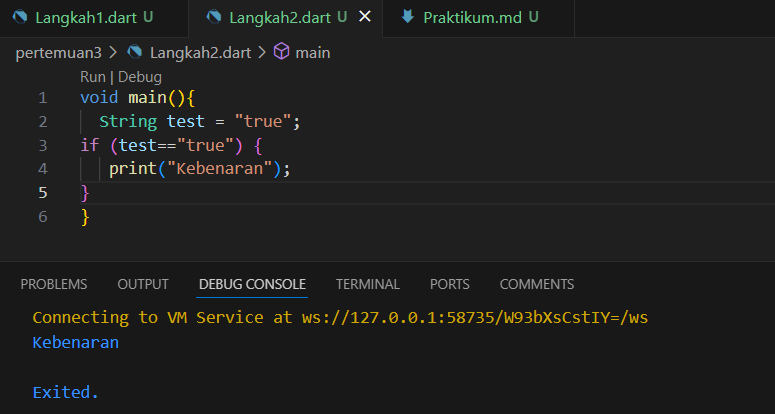 Langkah1.dart U Langkah2.dart U Praktikum.md U
pertemuan3 > Langkah2.dart > main
Run | Debug
1 void main(){
2 String test = "true";
3 if (test=="true") {
4 print("Kebenaran");
5 }
6 }
PROBLEMS OUTPUT DEBUG CONSOLE TERMINAL PORTS COMMENTS
Connecting to VM Service at ws://127.0.0.1:58735/W93bXsCstIY=/ws
Kebenaran
Exited.